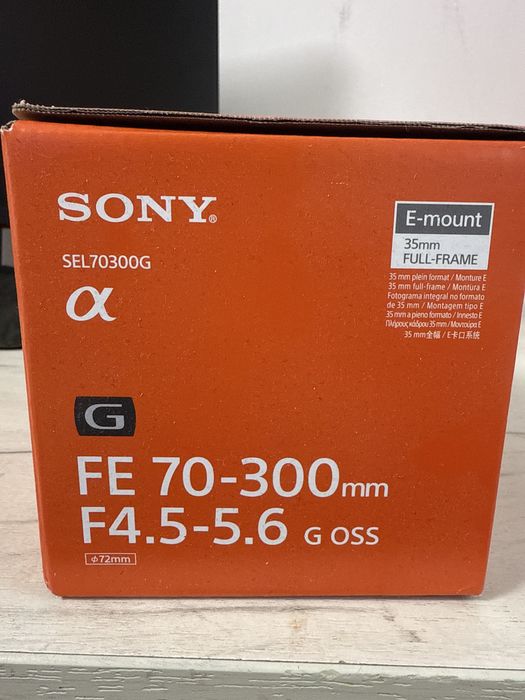 SONY®
SEL70300G
α
E-mount
35mm
FULL-FRAME
35 mm plein format / Monture E
35 mm full-frame / Montura E
Fotograma integral no formato
de 35 mm / Montagem tipo E
35 mm a pieno formato / Innesto E
Πλήρους κάδρου 35 mm / Μοντούρα E
35 mm金幅 / E卡口系统
G
FE 70-300mm
F4.5-5.6 G OSS
φ72mm